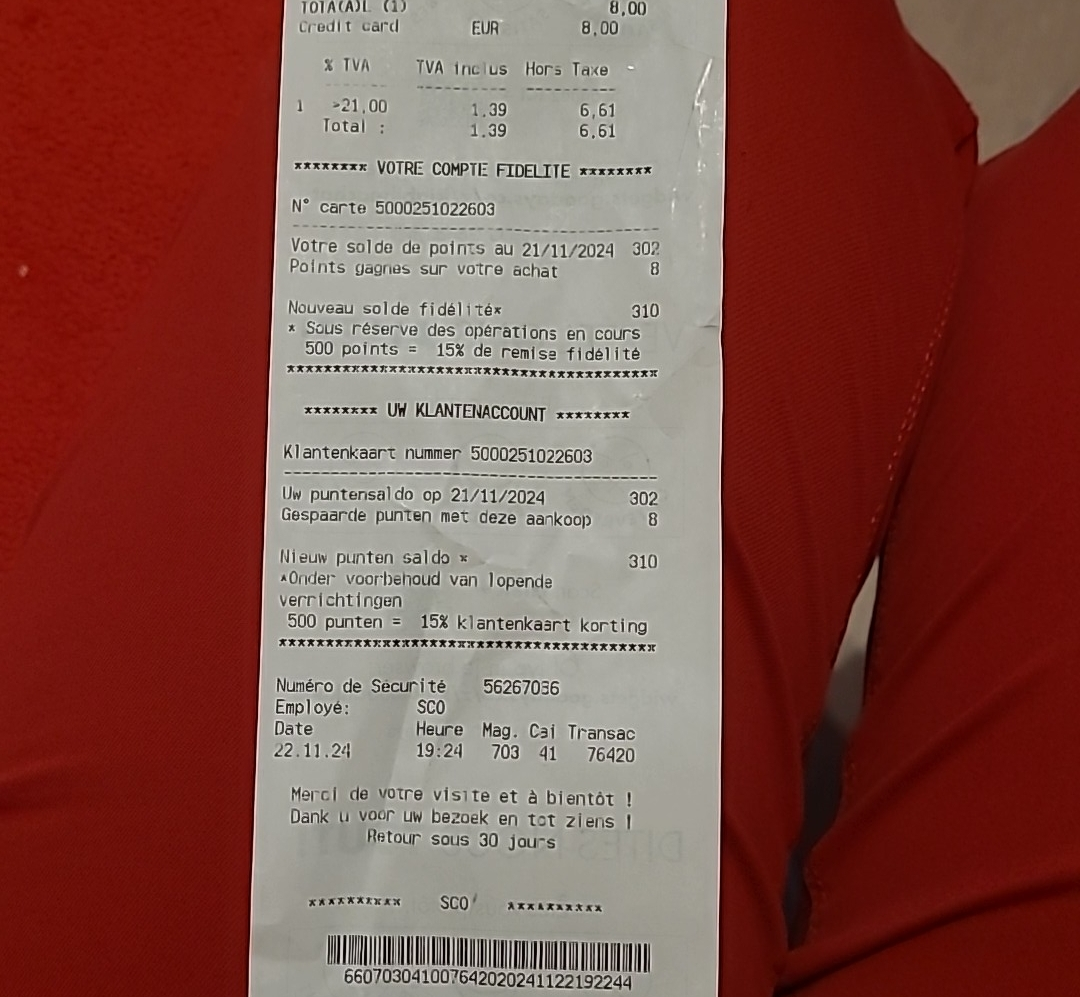 TOTA(A)L (1) 8,00
Credit card EUR 8,00
% TVA TVA inclus Hors Taxe
1 >21,00 1.39 6,61
Total : 1.39 6,61
******** VOTRE COMPTE FIDELITE ********
N° carte 5000251022603
Votre solde de points au 21/11/2024 302
Points gagnes sur votre achat 8
Nouveau solde fidélité* 310
* Sous réserve des opérations en cours
500 points = 15% de remise fidélité
*****************************************
******** UW KLANTENACCOUNT ********
Klantenkaart nummer 5000251022603
Uw puntensaldo op 21/11/2024 302
Gespaarde punten met deze aankoop 8
Nieuw punten saldo * 310
*Onder voorbehoud van lopende
verrichtingen
500 punten = 15% klantenkaart korting
*****************************************
Numéro de Sécurité 56267036
Employé: SCO
Date Heure Mag. Cai Transac
22.11.24 19:24 703 41 76420
Merci de votre visite et à bientôt !
Dank u voor uw bezoek en tot ziens !
Retour sous 30 jours
********** SCO **********
6607030410076420202411221922​44